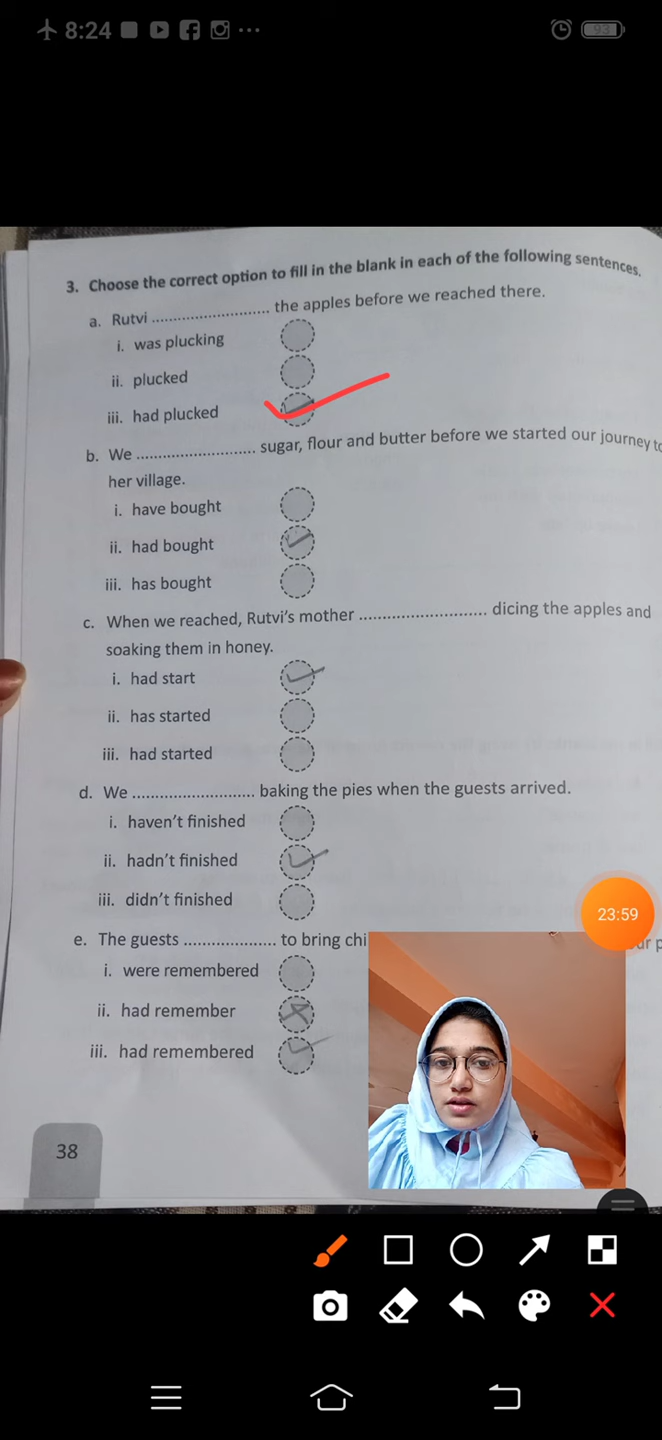 8:24
93
3. Choose the correct option to fill in the blank in each of the following sentences.
a. Rutvi .......................... the apples before we reached there.
i. was plucking
ii. plucked
iii. had plucked
b. We .......................... sugar, flour and butter before we started our journey to
her village.
i. have bought
ii. had bought
iii. has bought
c. When we reached, Rutvi's mother ............................ dicing the apples and
soaking them in honey.
i. had start
ii. has started
iii. had started
d. We .......................... baking the pies when the guests arrived.
i. haven't finished
ii. hadn't finished
iii. didn't finished
23:59
e. The guests .................... to bring
i. were remembered
ii. had remember
iii. had remembered
38